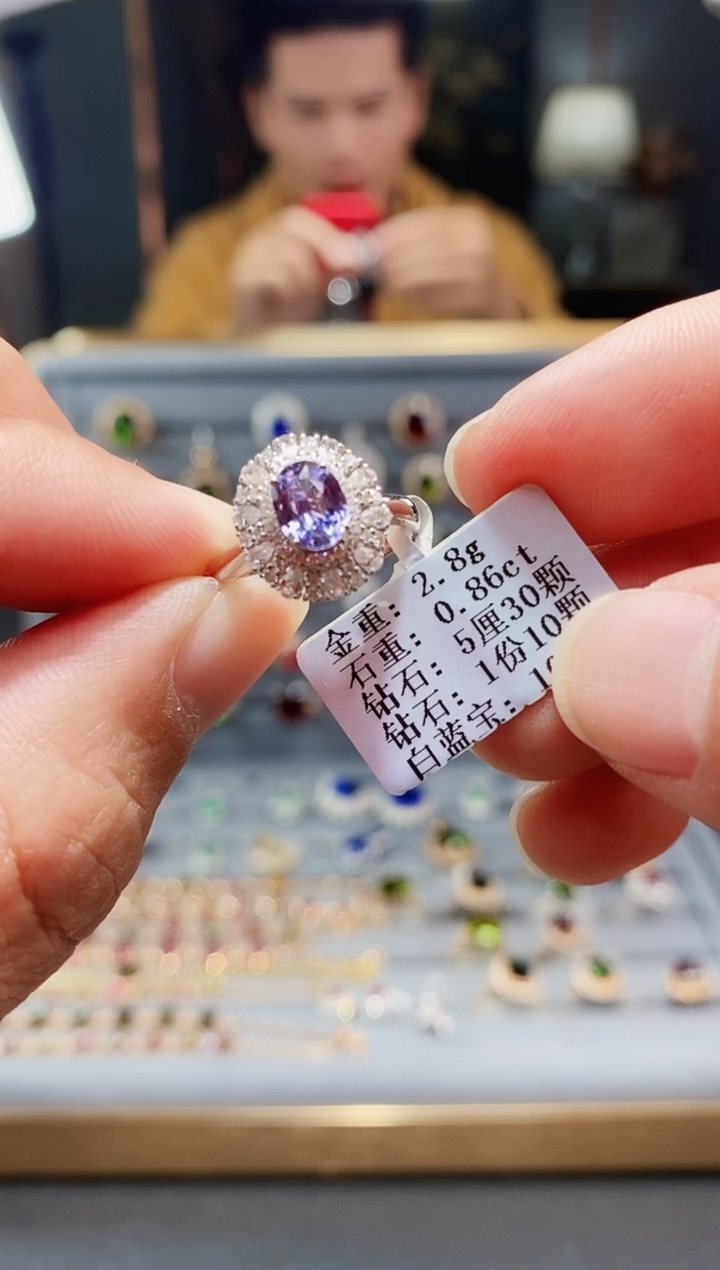 金重: 2.8g
石重: 0.86ct
钻石: 5厘30颗
钻石: 1份10颗
白蓝宝: